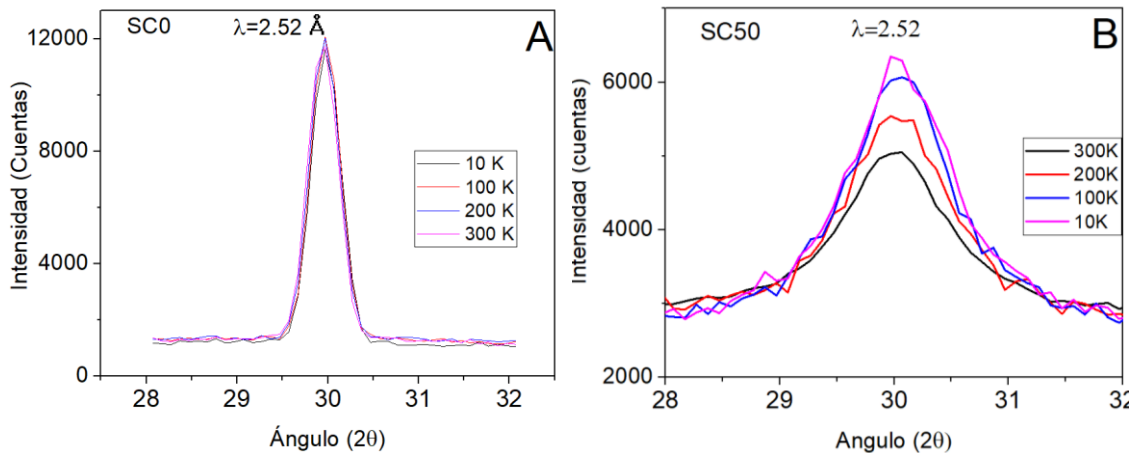 SC0
λ=2.52 Å
A
Intensidad (Cuentas)
12000
8000
4000
0
10 K
100 K
200 K
300 K
28
29
30
31
32
Ángulo (2θ)
SC50
λ=2.52
B
Intensidad (cuentas)
6000
4000
2000
300K
200K
100K
10K
28
29
30
31
32
Angulo (2θ)